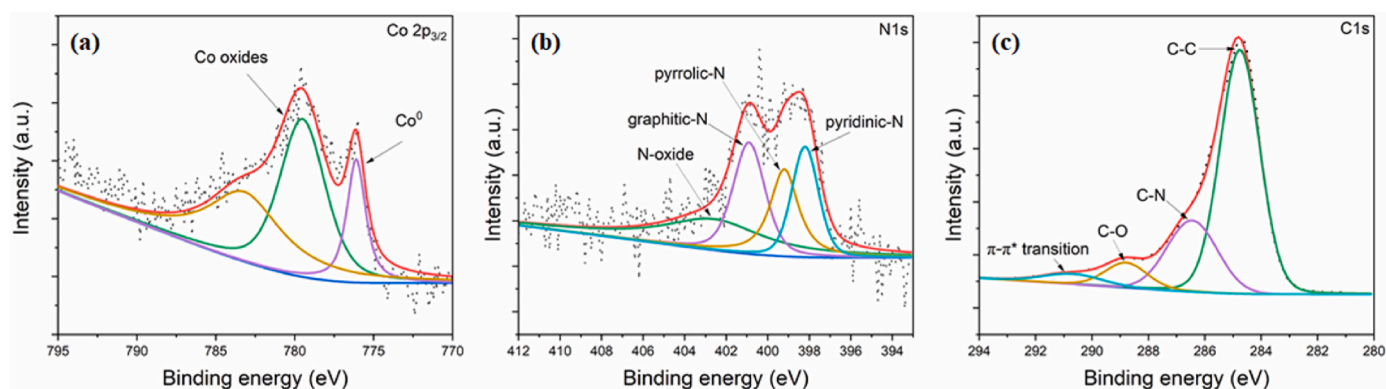 (a)
Co 2p3/2
Co oxides
Co0
Intensity (a.u.)
795 790 785 780 775 770
Binding energy (eV)
(b)
N1s
pyrrolic-N
graphitic-N
pyridinic-N
N-oxide
Intensity (a.u.)
412 410 408 406 404 402 400 398 396 394
Binding energy (eV)
(c)
C1s
C-C
C-N
C-O
π-π* transition
Intensity (a.u.)
294 292 290 288 286 284 282 280
Binding energy (eV)